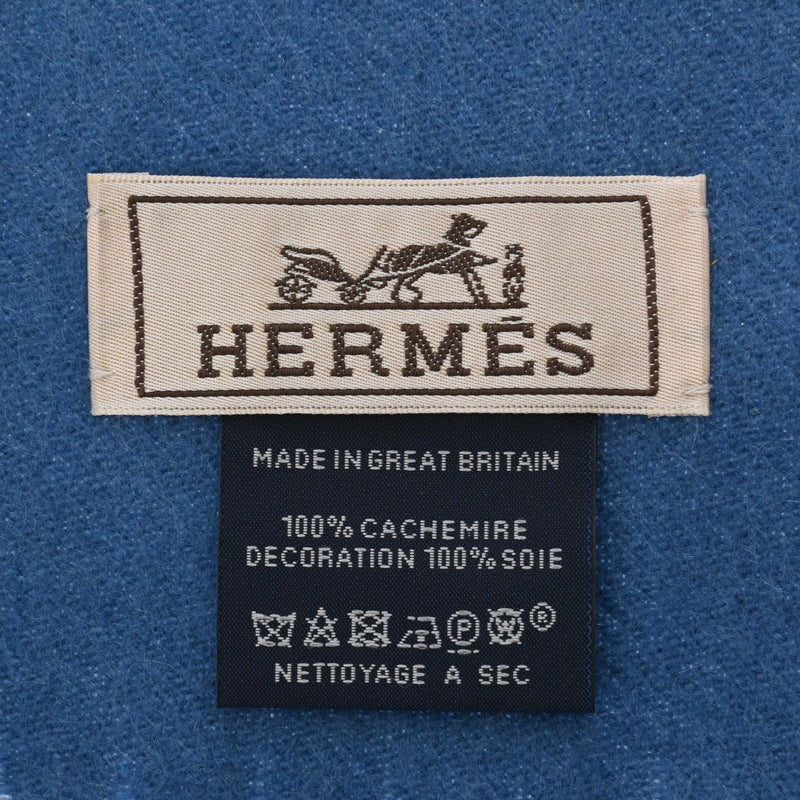 HERMÈS
MADE IN GREAT BRITAIN
100% CACHEMIRE
DECORATION 100% SOIE
P W ®
NETTOYAGE A SEC